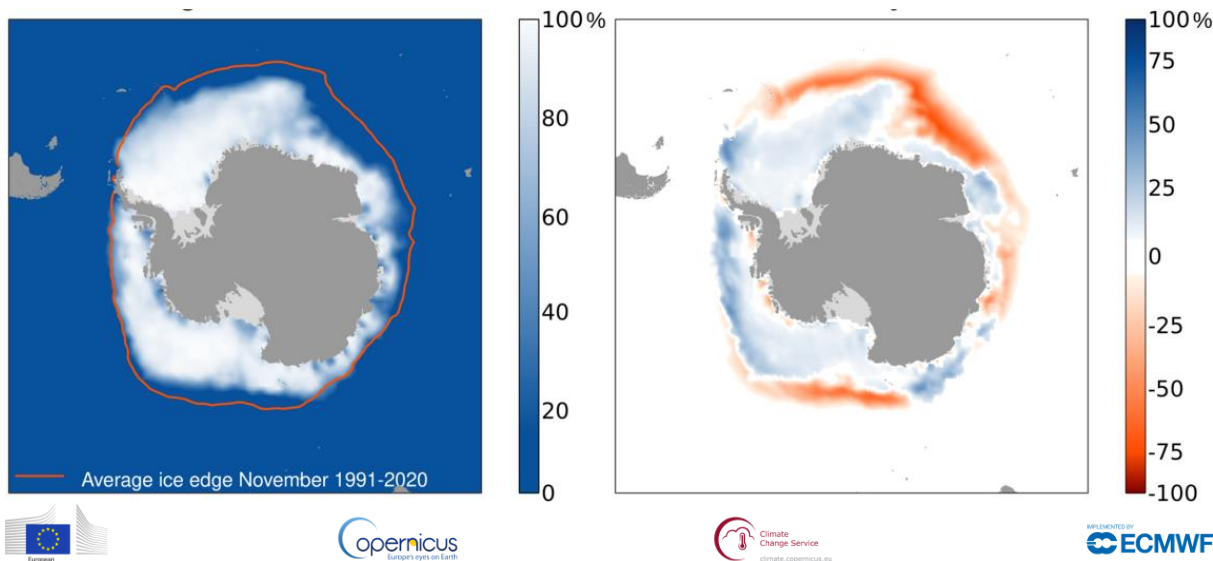 100%
80
60
40
20
0
Average ice edge November 1991-2020
100%
75
50
25
0
-25
-50
-75
-100
European
opernicus
Europe's eyes on Earth
Climate
Change Service
climate.copernicus.eu
IMPLEMENTED BY
ECMWF